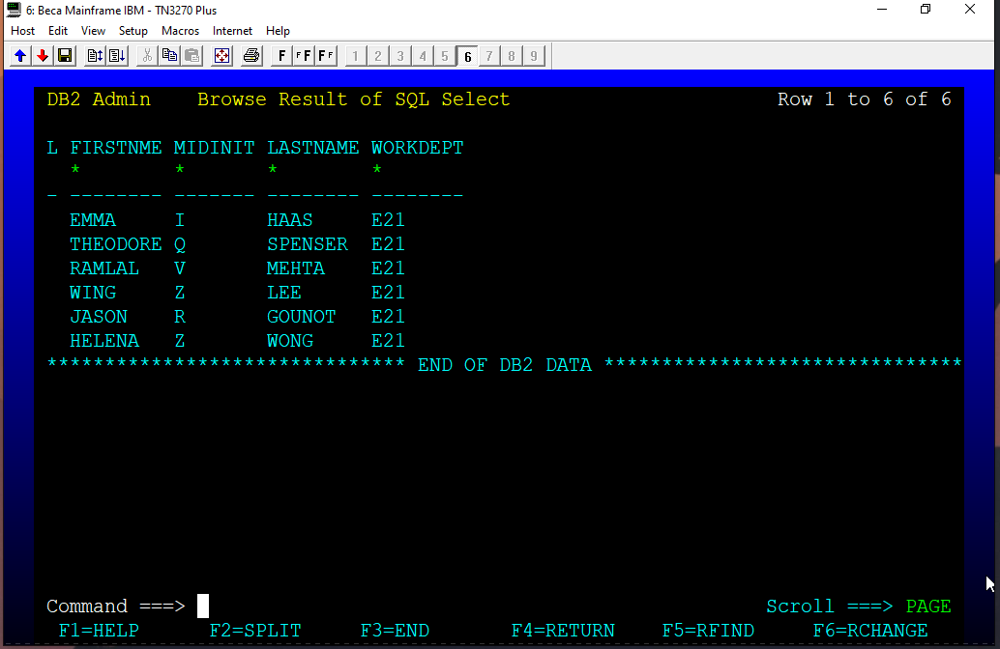 6: Beca Mainframe IBM - TN3270 Plus
Host Edit View Setup Macros Internet Help
F FF FF 1 2 3 4 5 6 7 8 9
DB2 Admin Browse Result of SQL Select Row 1 to 6 of 6
L FIRSTNME MIDINIT LASTNAME WORKDEPT
* * * *
- -------- ------- -------- --------
EMMA I HAAS E21
THEODORE Q SPENSER E21
RAMLAL V MEHTA E21
WING Z LEE E21
JASON R GOUNOT E21
HELENA Z WONG E21
******************************* END OF DB2 DATA *******************************
Command ===> Scroll ===> PAGE
F1=HELP F2=SPLIT F3=END F4=RETURN F5=RFIND F6=RCHANGE